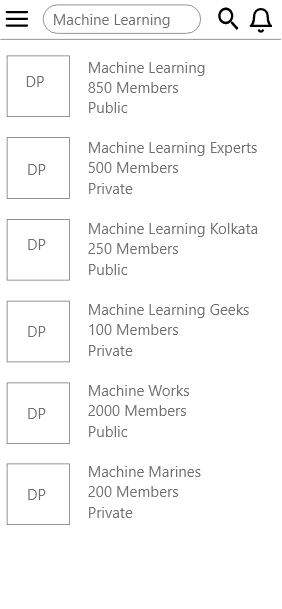 Machine Learning
DP
Machine Learning
850 Members
Public
DP
Machine Learning Experts
500 Members
Private
DP
Machine Learning Kolkata
250 Members
Public
DP
Machine Learning Geeks
100 Members
Private
DP
Machine Works
2000 Members
Public
DP
Machine Marines
200 Members
Private